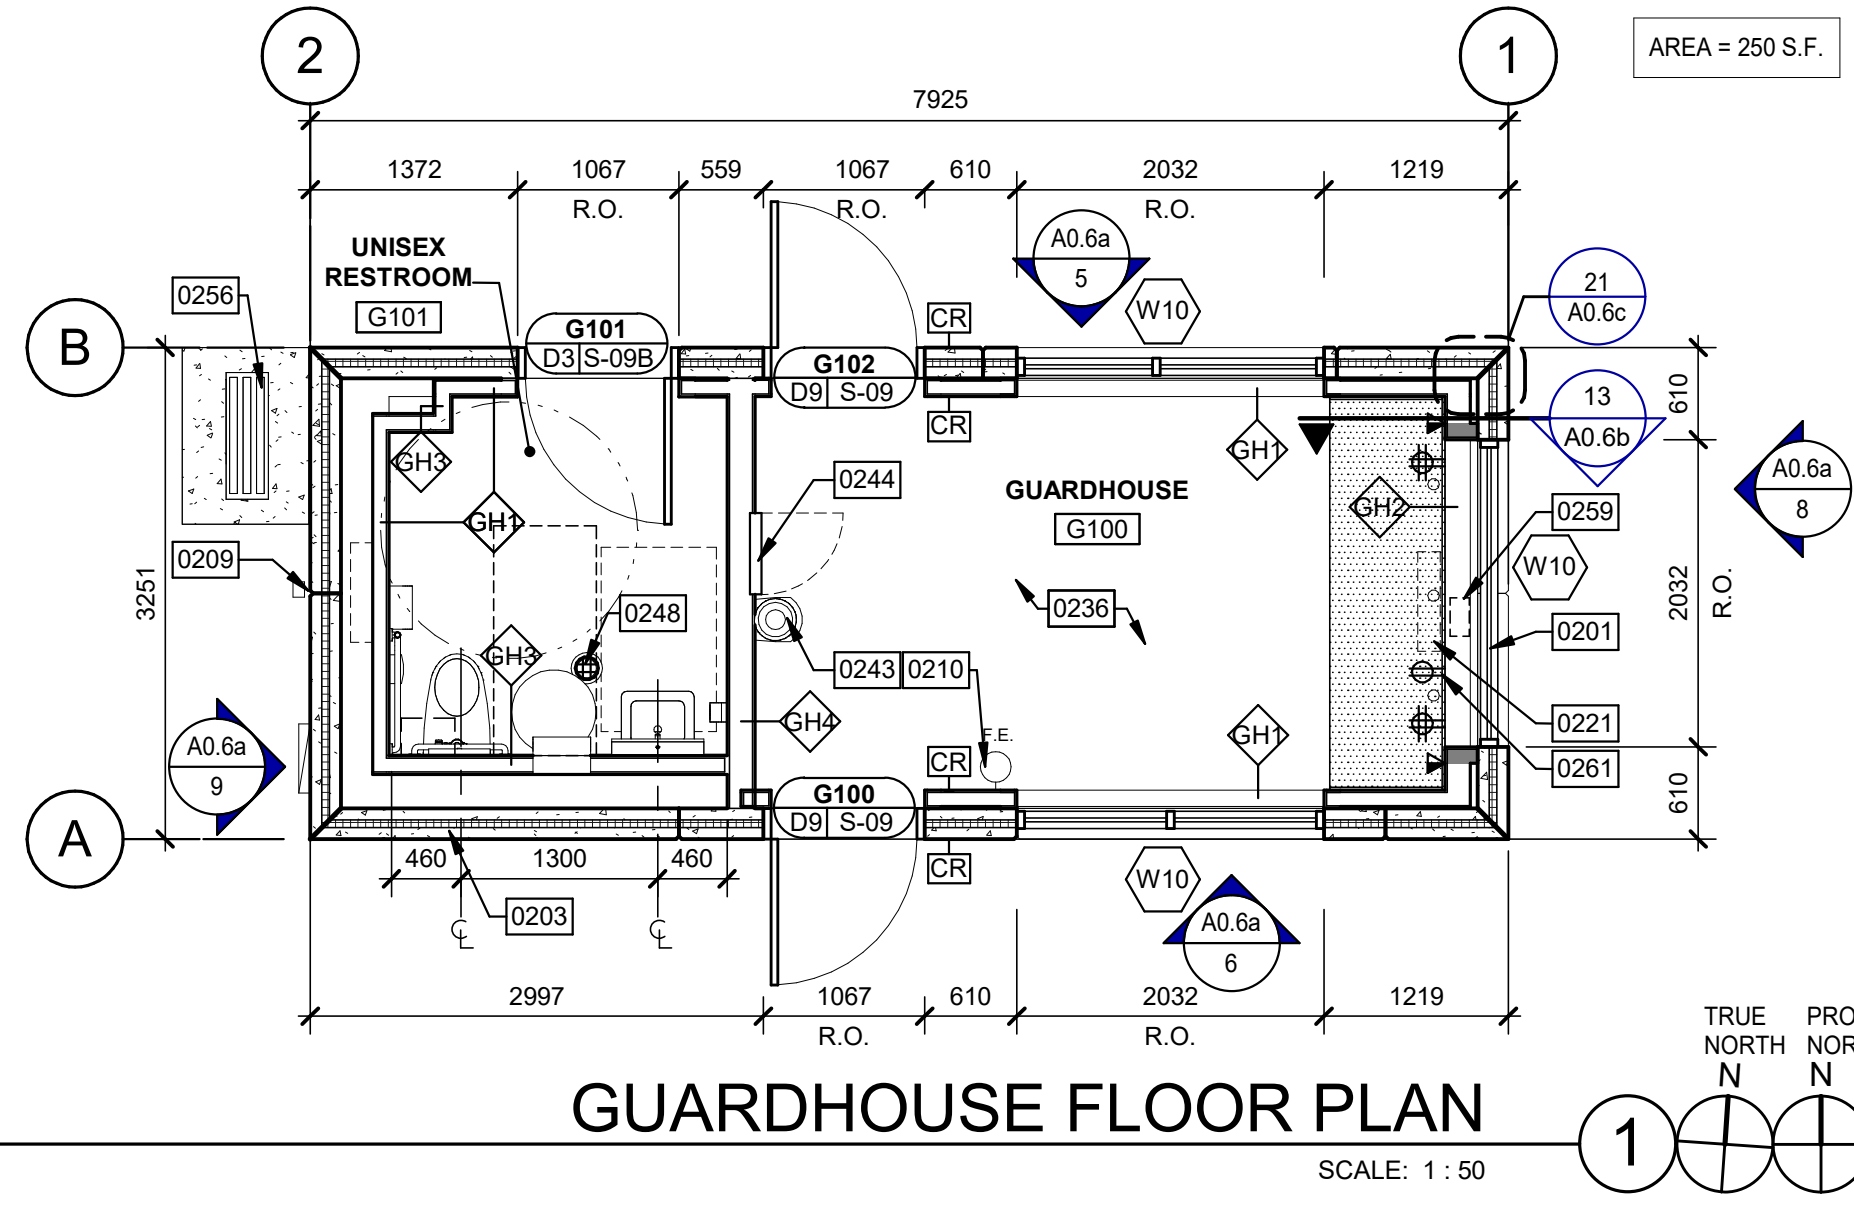 2
1
AREA = 250 S.F.
7925
1372
1067
559
1067
610
2032
1219
R.O.
R.O.
R.O.
UNISEX
RESTROOM
G101
0256
B
G101
D3 S-09B
G102
D9 S-09
CR
CR
A0.6a
5
W10
21
A0.6c
13
A0.6b
610
GH3
GH1
0244
GUARDHOUSE
G100
GH1
GH2
0259
W10
A0.6a
8
0209
3251
0248
0236
2032
R.O.
0201
GH3
0243
0210
GH4
F.E.
GH1
0221
0261
A0.6a
9
CR
G100
D9 S-09
CR
610
A
460
1300
460
0203
W10
A0.6a
6
2997
1067
610
2032
1219
R.O.
R.O.
TRUE
NORTH
N
PRO
NOR
N
GUARDHOUSE FLOOR PLAN
1
SCALE: 1 : 50